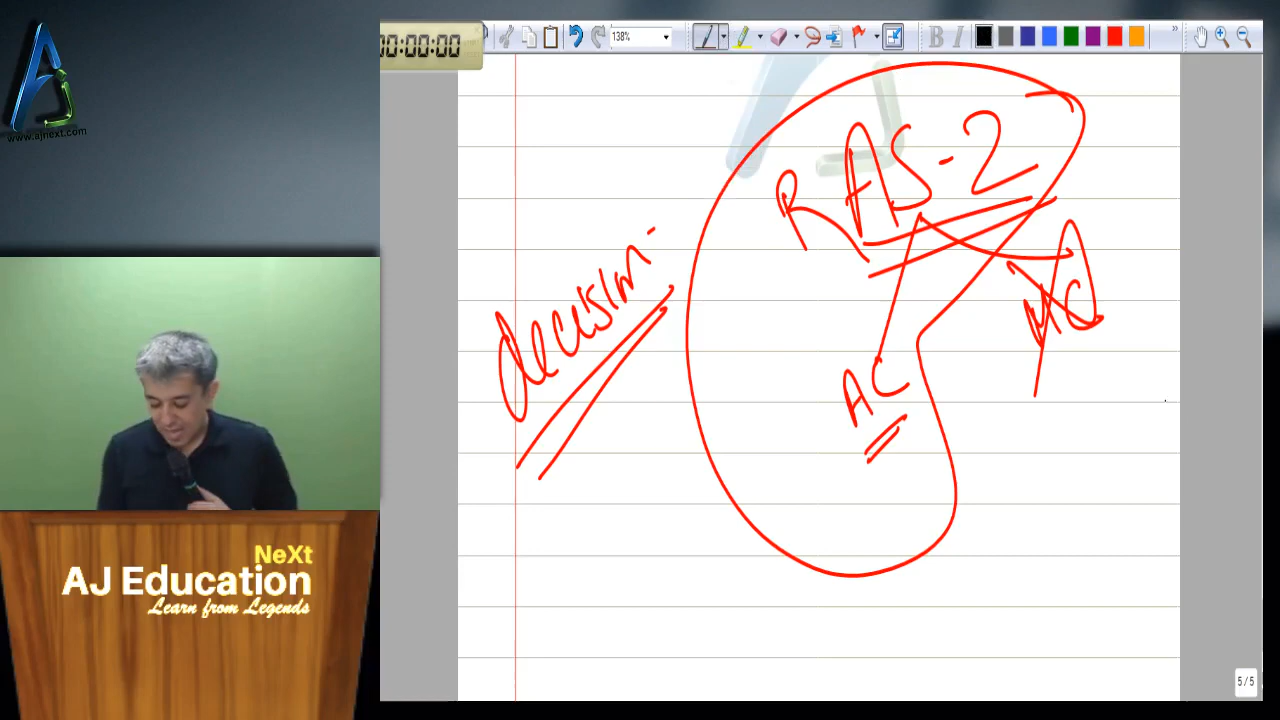 www.ajnext.com
00:00:00
138%
B I
RAS-2
decision
AC
5/5
NeXt
AJ Education
Learn from Legends